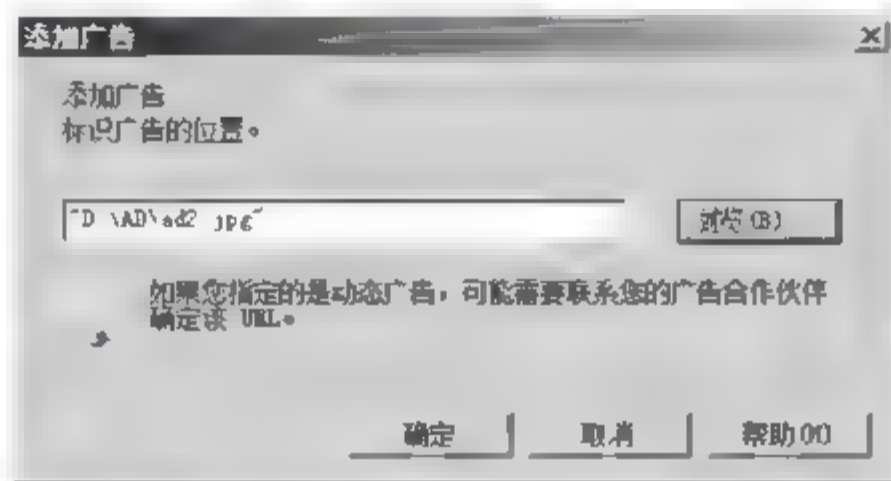 添加广告
添加广告
标识广告的位置。
"D:\AD\ad2.jpg"
浏览(B)
如果您指定的是动态广告，可能需要联系您的广告合作伙伴
确定该 URL。
确定
取消
帮助(H)